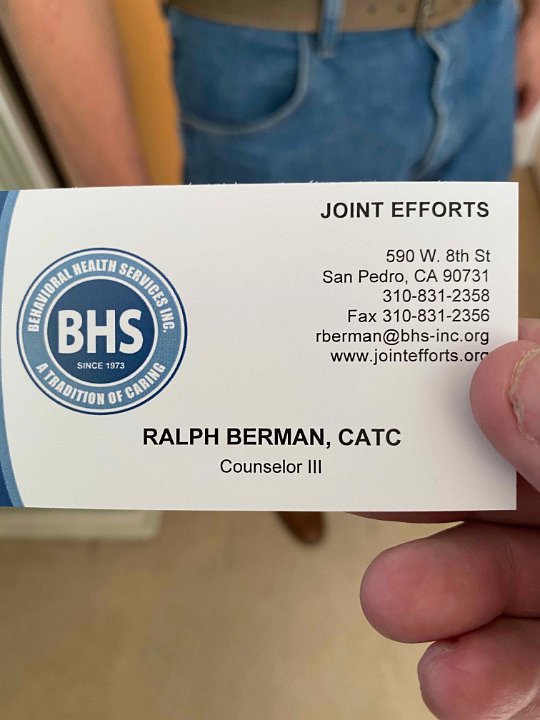 JOINT EFFORTS
590 W. 8th St
San Pedro, CA 90731
310-831-2358
Fax 310-831-2356
rberman@bhs-inc.org
www.jointefforts.org
BEHAVIORAL HEALTH SERVICES INC.
BHS
SINCE 1973
A TRADITION OF CARING
RALPH BERMAN, CATC
Counselor III